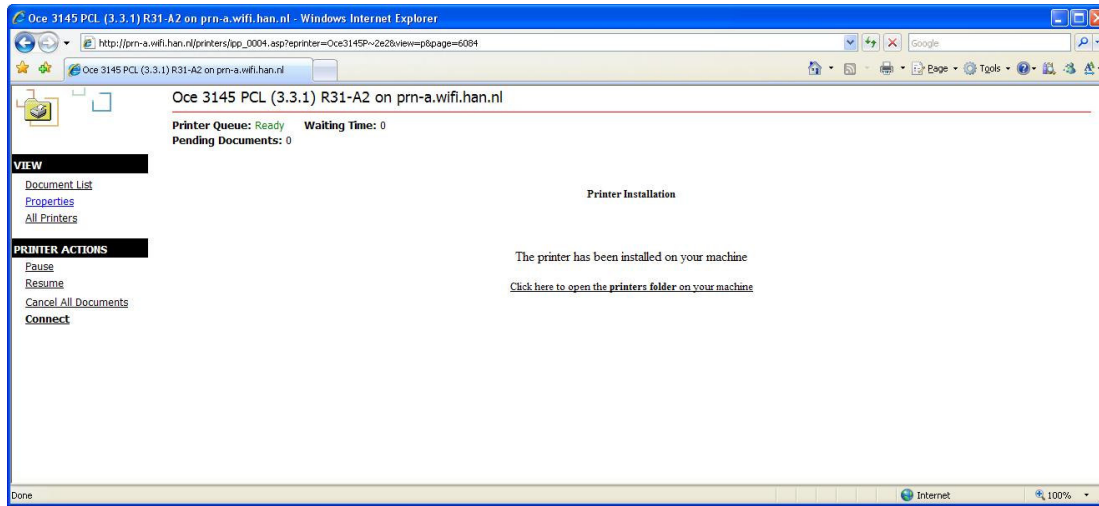 Oce 3145 PCL (3.3.1) R31-A2 on prn-a.wifi.han.nl - Windows Internet Explorer
http://prn-a.wifi.han.nl/printers/ipp_0004.asp?eprinter=Oce3145P~2e2&view=p&page=6084
Google
Oce 3145 PCL (3.3.1) R31-A2 on prn-a.wifi.han.nl
Page
Tools
Oce 3145 PCL (3.3.1) R31-A2 on prn-a.wifi.han.nl
Printer Queue: Ready Waiting Time: 0
Pending Documents: 0
VIEW
Document List
Properties
All Printers
PRINTER ACTIONS
Pause
Resume
Cancel All Documents
Connect
Printer Installation
The printer has been installed on your machine
Click here to open the printers folder on your machine
Done
Internet
100%